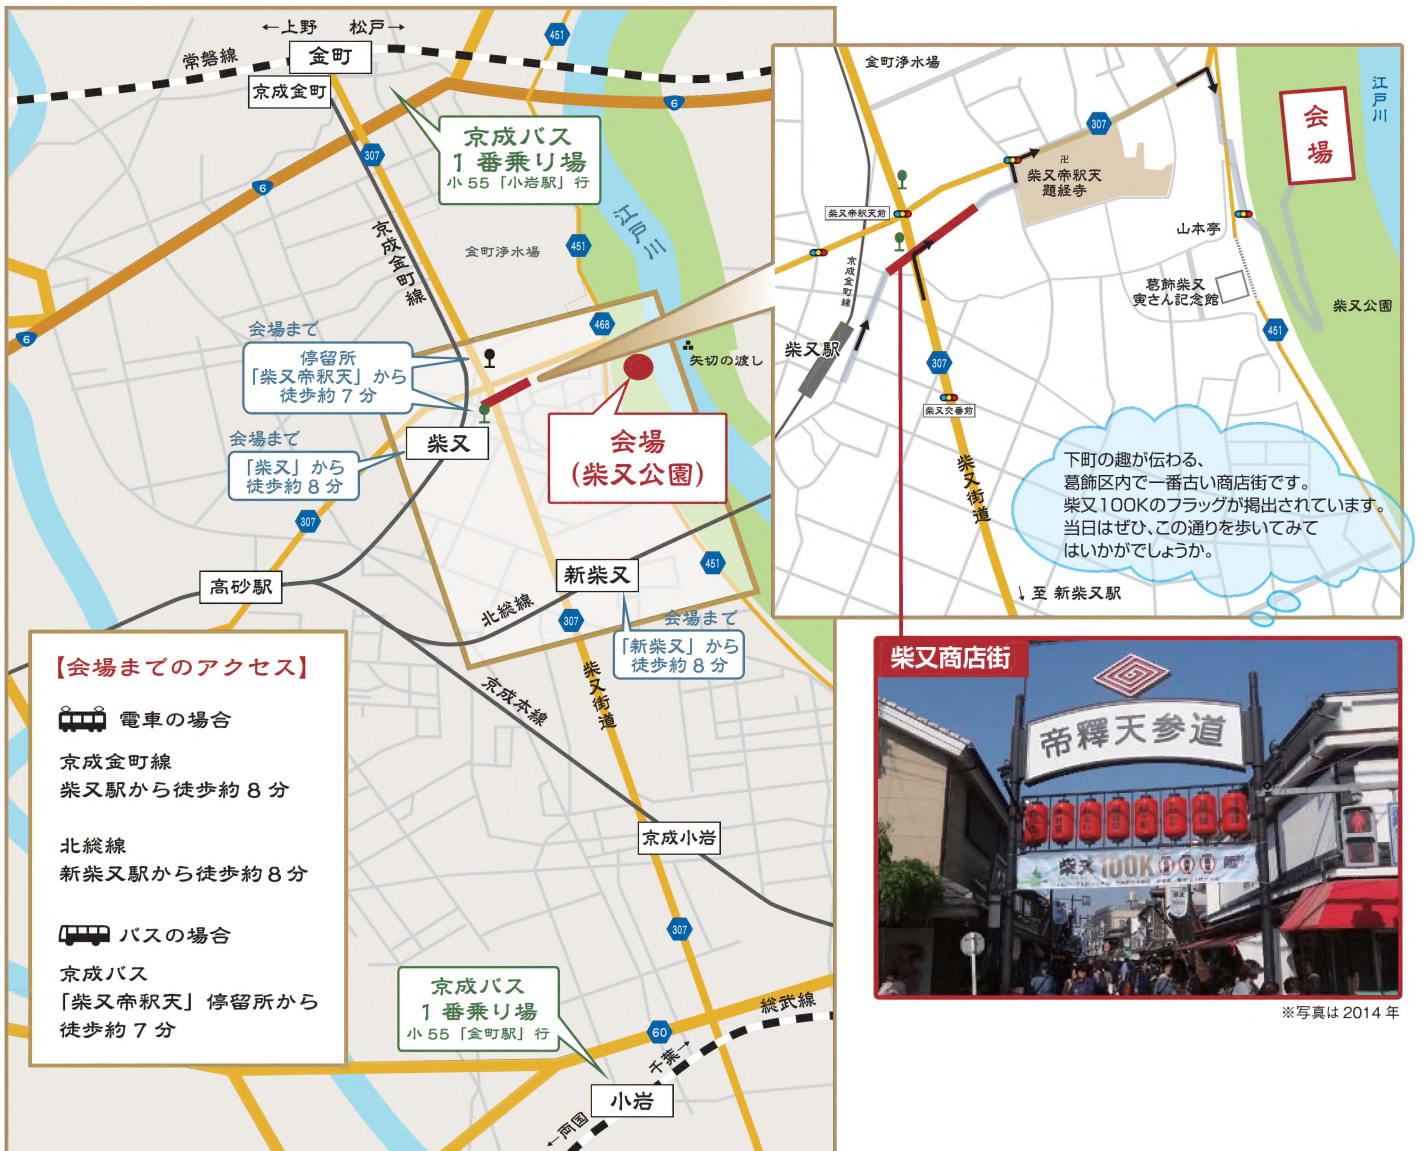 ←上野 松戸→
常磐線
金町
京成金町
451
6
京成バス
1番乗り場
小55「小岩駅」行
307
6
京成金町線
江戸川
金町浄水場
451
6
会場まで
停留所
「柴又帝釈天」から
徒歩約7分
468
矢切の渡し
会場まで
「柴又」から
徒歩約8分
柴又
会場
(柴又公園)
307
高砂駅
新柴又
451
北総線
307
会場まで
「新柴又」から
徒歩約8分
柴又街道
京成本線
【会場までのアクセス】
電車の場合
京成金町線
柴又駅から徒歩約8分
北総線
新柴又駅から徒歩約8分
バスの場合
京成バス
「柴又帝釈天」停留所から
徒歩約7分
京成小岩
307
京成バス
1番乗り場
小55「金町駅」行
60
総武線
千葉→
小岩
←両国
金町浄水場
江戸川
会場
307
卍
柴又帝釈天
題経寺
柴又帝釈天前
山本亭
京成金町線
葛飾柴又
寅さん記念館
柴又公園
451
柴又駅
307
柴又交番前
柴又街道
下町の趣が伝わる、
葛飾区内で一番古い商店街です。
柴又100Kのフラッグが掲出されています。
当日はぜひ、この通りを歩いてみて
はいかがでしょうか。
↓至 新柴又駅
柴又商店街
帝釋天参道
柴又100K
※写真は2014年